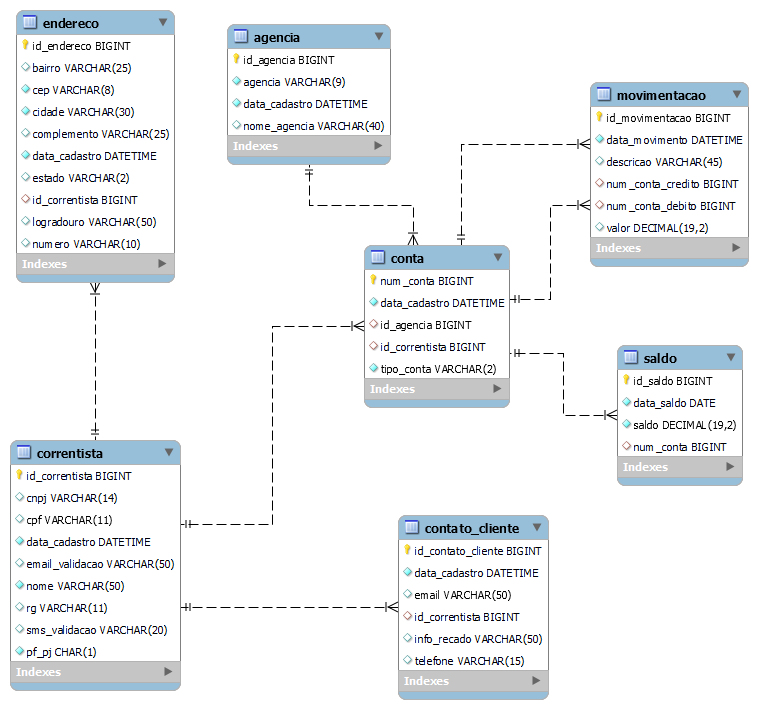 endereco
id_endereco BIGINT
bairro VARCHAR(25)
cep VARCHAR(8)
cidade VARCHAR(30)
complemento VARCHAR(25)
data_cadastro DATETIME
estado VARCHAR(2)
id_correntista BIGINT
logradouro VARCHAR(50)
numero VARCHAR(10)
Indexes
agencia
id_agencia BIGINT
agencia VARCHAR(9)
data_cadastro DATETIME
nome_agencia VARCHAR(40)
Indexes
movimentacao
id_movimentacao BIGINT
data_movimento DATETIME
descricao VARCHAR(45)
num_conta_credito BIGINT
num_conta_debito BIGINT
valor DECIMAL(19,2)
Indexes
conta
num_conta BIGINT
data_cadastro DATETIME
id_agencia BIGINT
id_correntista BIGINT
tipo_conta VARCHAR(2)
Indexes
saldo
id_saldo BIGINT
data_saldo DATE
saldo DECIMAL(19,2)
num_conta BIGINT
Indexes
correntista
id_correntista BIGINT
cnpj VARCHAR(14)
cpf VARCHAR(11)
data_cadastro DATETIME
email_validacao VARCHAR(50)
nome VARCHAR(50)
rg VARCHAR(11)
sms_validacao VARCHAR(20)
pf_pj CHAR(1)
Indexes
contato_cliente
id_contato_cliente BIGINT
data_cadastro DATETIME
email VARCHAR(50)
id_correntista BIGINT
info_recado VARCHAR(50)
telefone VARCHAR(15)
Indexes